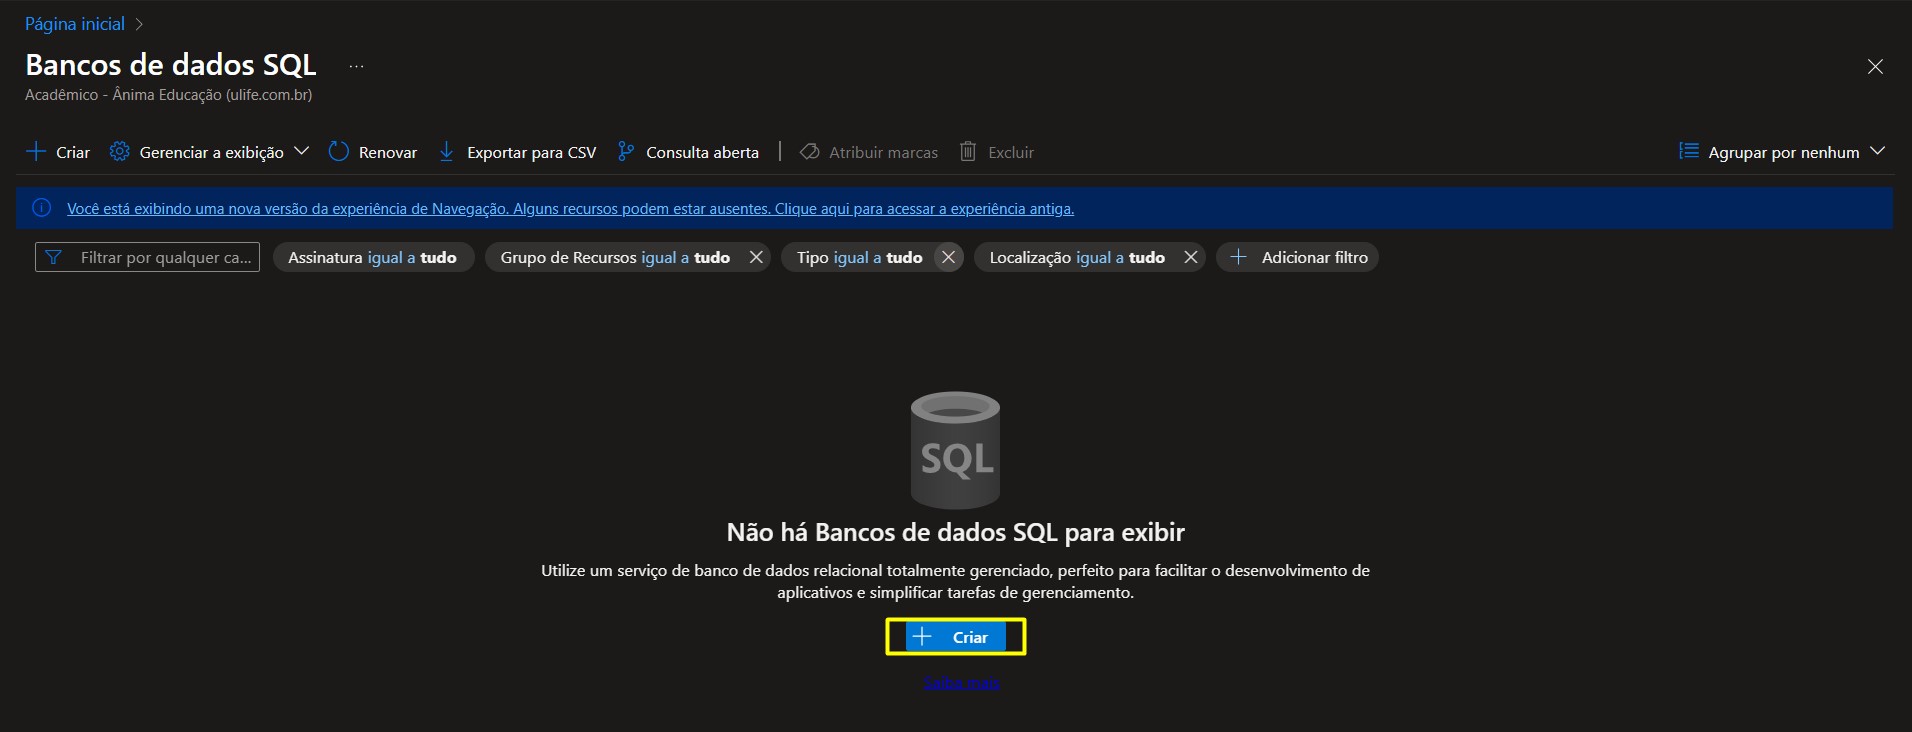 Página inicial
Bancos de dados SQL ...
Acadêmico - Ânima Educação (ulife.com.br)
Criar Gerenciar a exibição Renovar Exportar para CSV Consulta aberta Atribuir marcas Excluir Agrupar por nenhum
Você está exibindo uma nova versão da experiência de Navegação. Alguns recursos podem estar ausentes. Clique aqui para acessar a experiência antiga.
Filtrar por qualquer ca... Assinatura igual a tudo Grupo de Recursos igual a tudo Tipo igual a tudo Localização igual a tudo Adicionar filtro
SQL
Não há Bancos de dados SQL para exibir
Utilize um serviço de banco de dados relacional totalmente gerenciado, perfeito para facilitar o desenvolvimento de
aplicativos e simplificar tarefas de gerenciamento.
Criar
Saiba mais